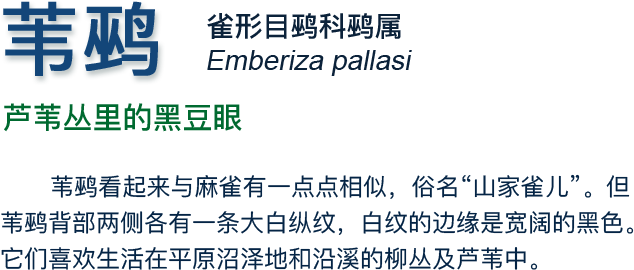 苇鹀
雀形目鹀科鹀属
Emberiza pallasi
芦苇丛里的黑豆眼
苇鹀看起来与麻雀有一点点相似，俗名“山家雀儿”。但
苇鹀背部两侧各有一条大白纵纹，白纹的边缘是宽阔的黑色。
它们喜欢生活在平原沼泽地和沿溪的柳丛及芦苇中。